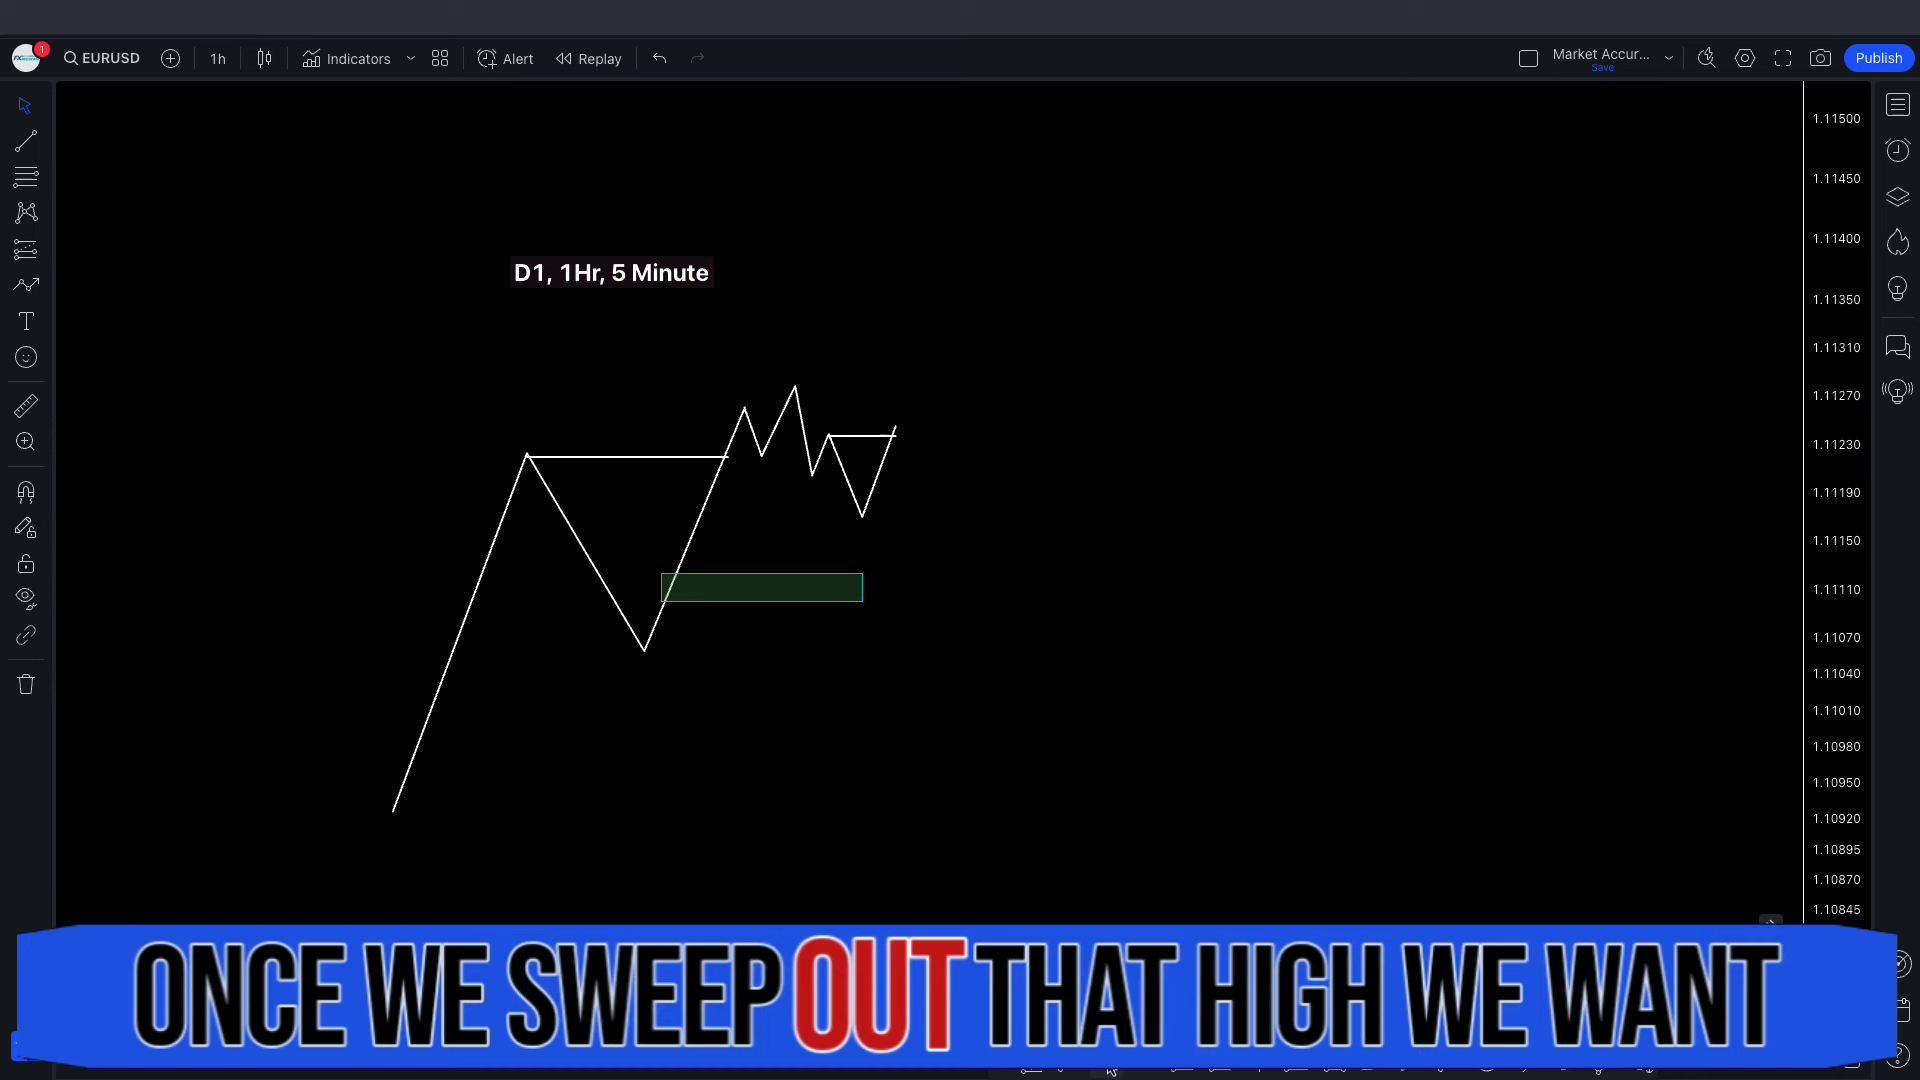 1
EURUSD
1h
Indicators
Alert
Replay
Market Accur...
Save
Publish
D1, 1Hr, 5 Minute
1.11500
1.11450
1.11400
1.11350
1.11310
1.11270
1.11230
1.11190
1.11150
1.11110
1.11070
1.11040
1.11010
1.10980
1.10950
1.10920
1.10895
1.10870
1.10845
ONCE WE SWEEP OUT THAT HIGH WE WANT